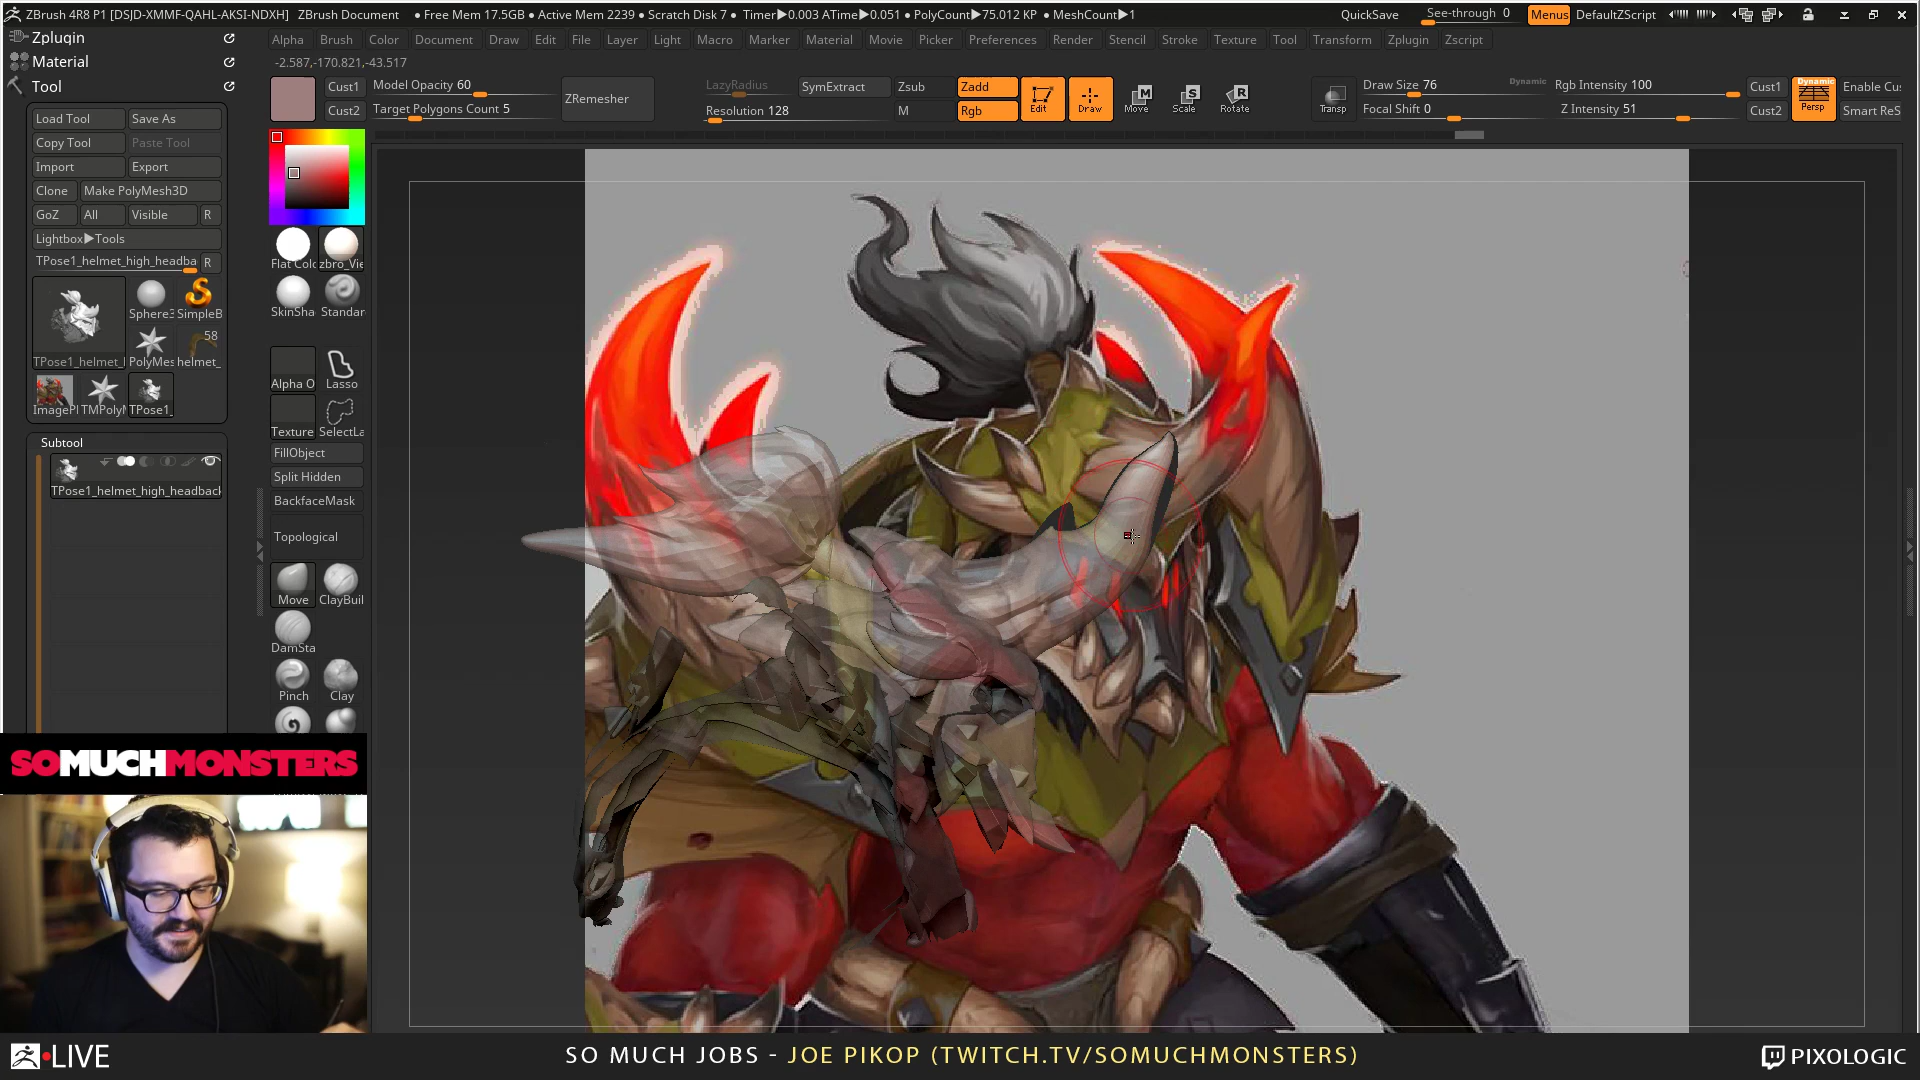 ZBrush 4R8 P1 [DSJD-XMMF-QAHL-AKSI-NDXH] ZBrush Document • Free Mem 17.5GB • Active Mem 2239 • Scratch Disk 7 • Timer▶0.003 ATime▶0.051 • PolyCount▶75.012 KP • MeshCount▶1 QuickSave See-through 0 Menus DefaultZScript
Zplugin
Material
Tool
Alpha Brush Color Document Draw Edit File Layer Light Macro Marker Material Movie Picker Preferences Render Stencil Stroke Texture Tool Transform Zplugin Zscript
-2.587,-170.821,-43.517
Cust1 Model Opacity 60 ZRemesher LazyRadius SymExtract Zsub Zadd Edit Draw Move Scale Rotate Transp Draw Size 76 Dynamic Rgb Intensity 100 Cust1 Dynamic Persp Enable Cus
Cust2 Target Polygons Count 5 Resolution 128 M Rgb Focal Shift 0 Z Intensity 51 Cust2 Smart ReS
Load Tool Save As
Copy Tool Paste Tool
Import Export
Clone Make PolyMesh3D
GoZ All Visible R
Lightbox▶Tools
TPose1_helmet_high_headba R
Sphere3 SimpleB
58
TPose1_helmet_l PolyMes helmet_
ImagePl TMPolyM TPose1_
Subtool
TPose1_helmet_high_headback
Flat Colo zbro_Vie
SkinSha Standar
Alpha O Lasso
Texture SelectLa
FillObject
Split Hidden
BackfaceMask
Topological
Move ClayBuil
DamSta
Pinch Clay
SOMUCHMONSTERS
LIVE
SO MUCH JOBS - JOE PIKOP (TWITCH.TV/SOMUCHMONSTERS)
PIXOLOGIC